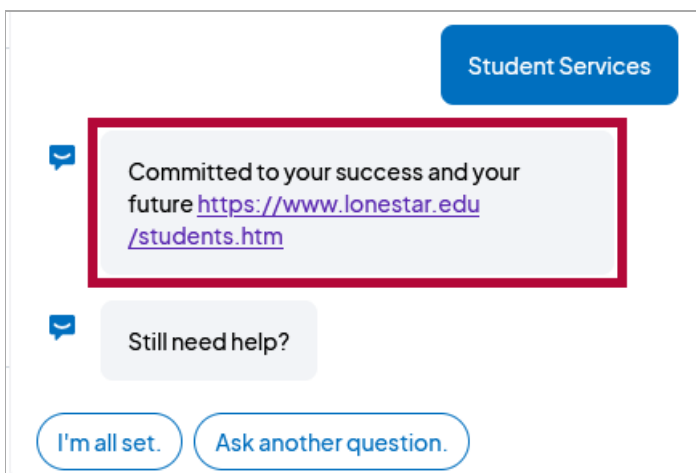 Student Services
Committed to your success and your
future https://www.lonestar.edu
/students.htm
Still need help?
I'm all set.
Ask another question.